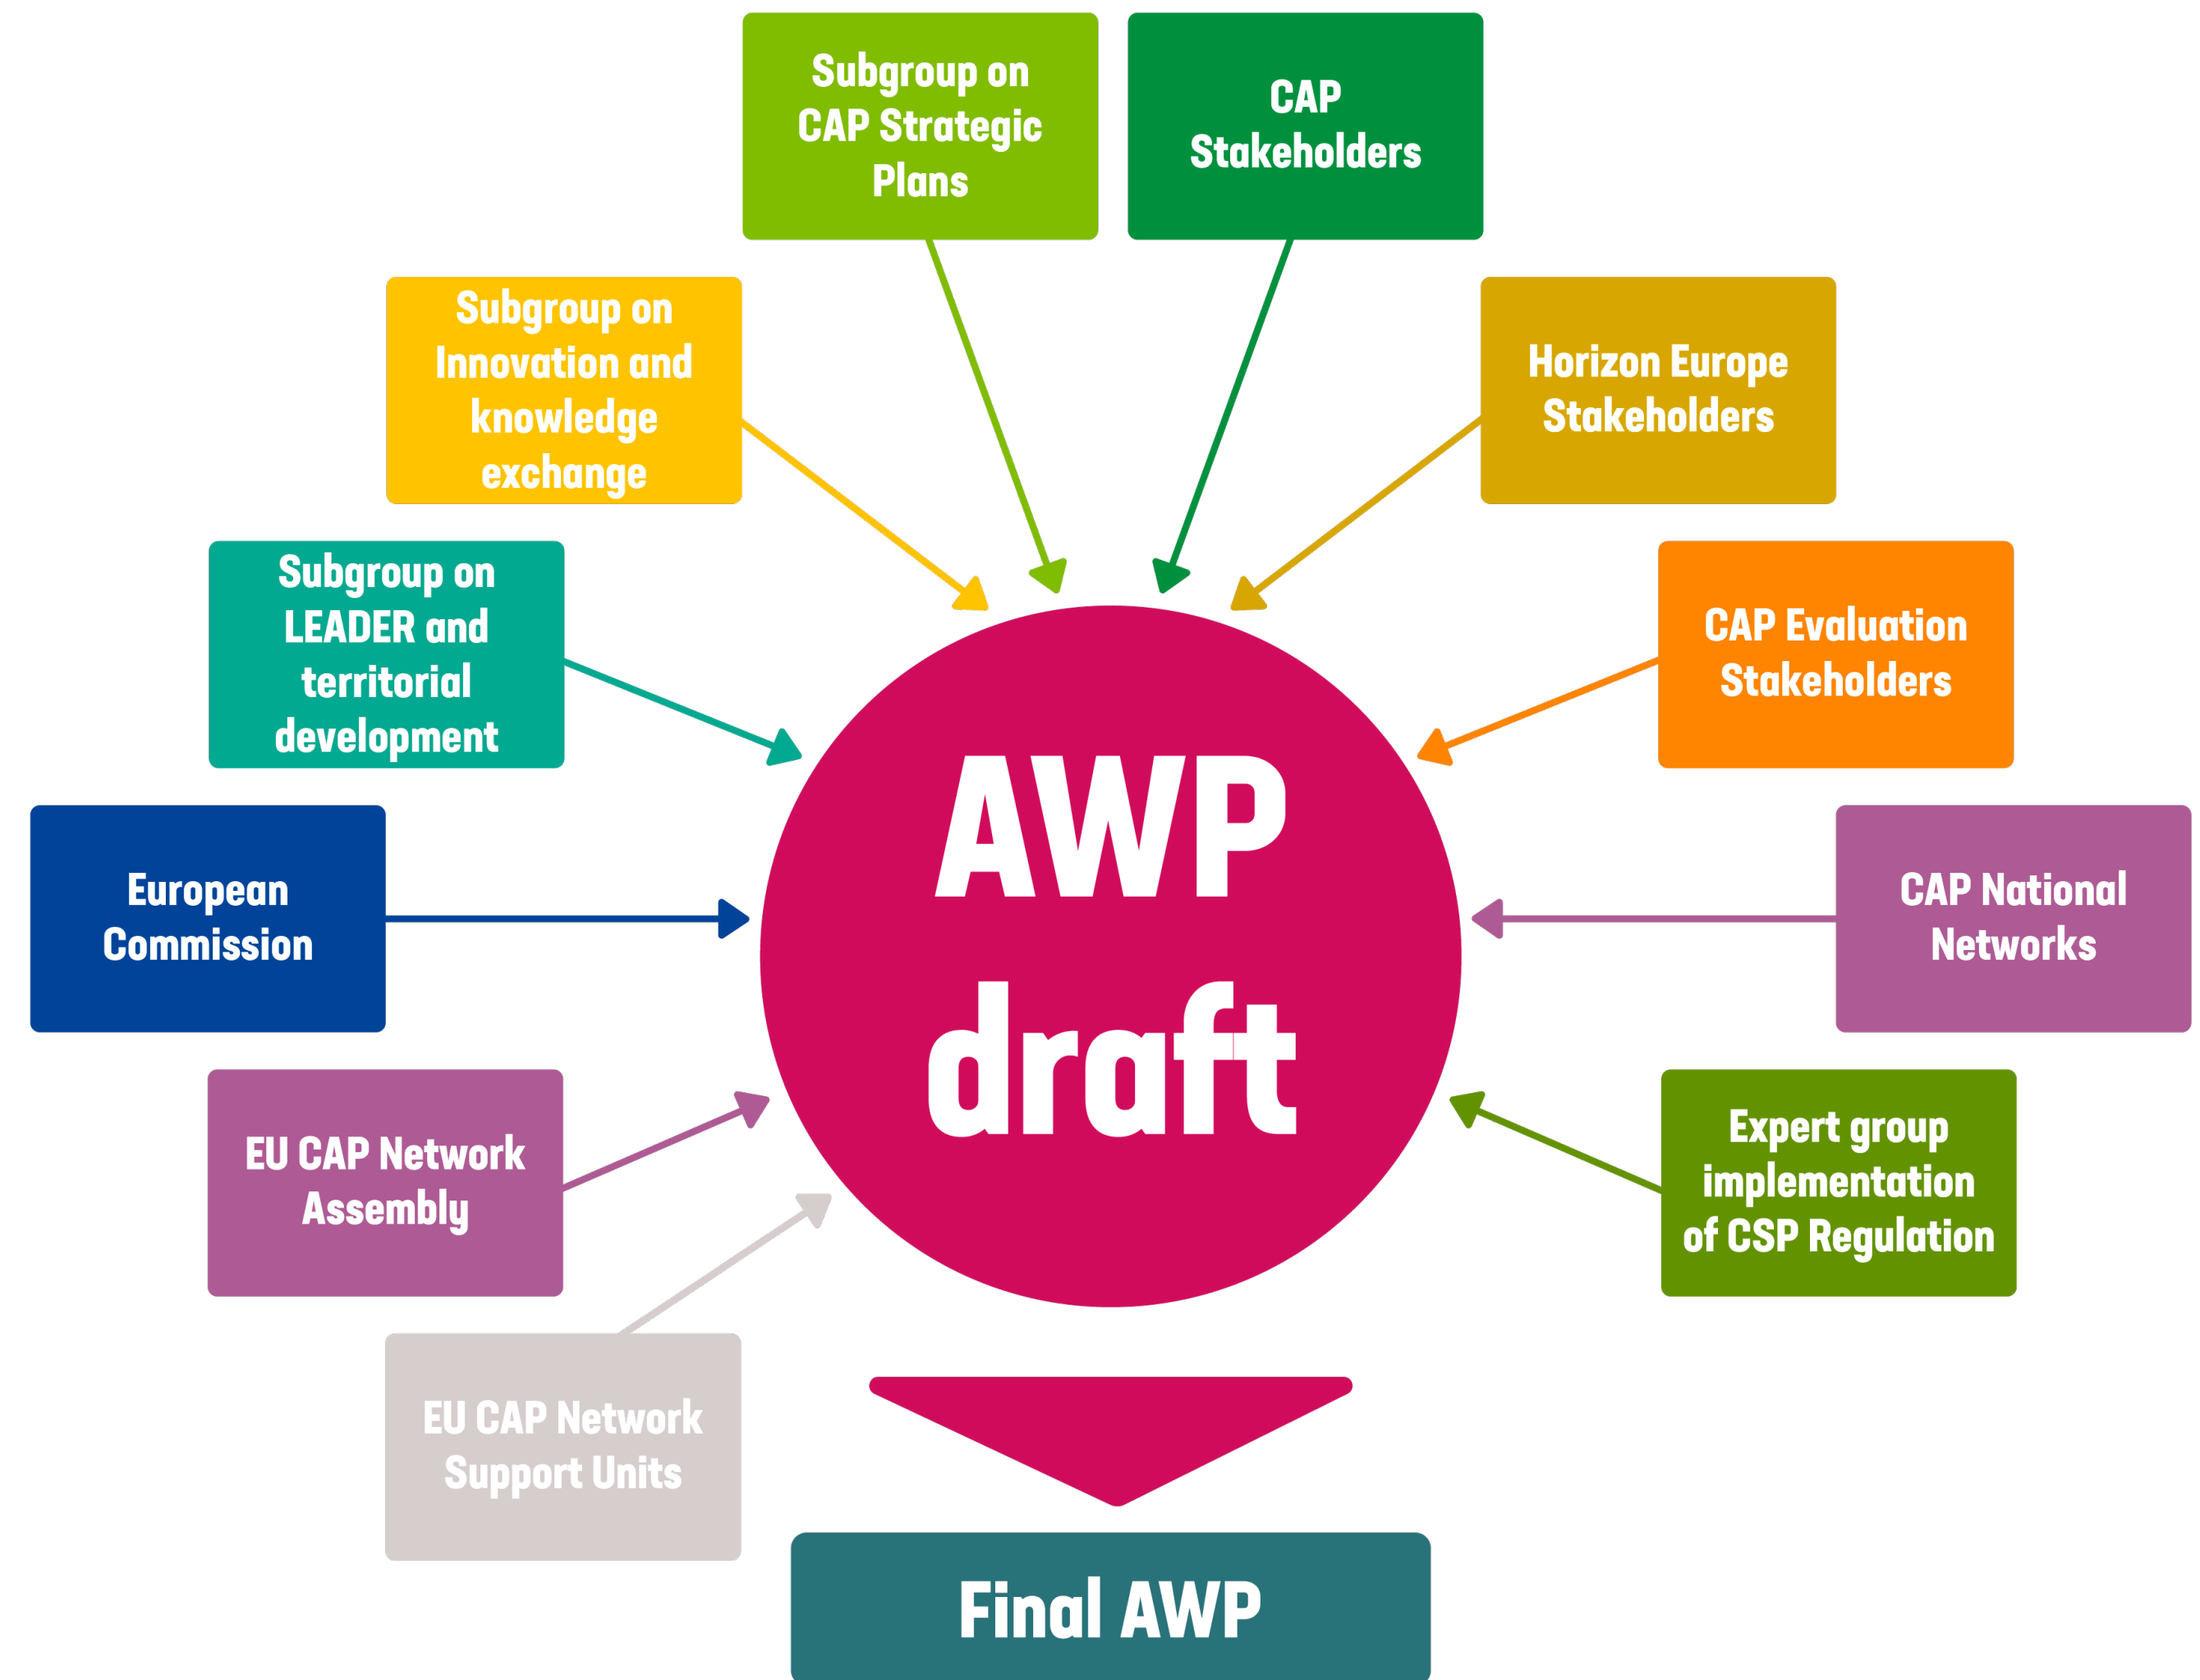 Subgroup on
CAP Strategic
Plans
CAP
Stakeholders
Subgroup on
Innovation and
knowledge
exchange
Horizon Europe
Stakeholders
Subgroup on
LEADER and
territorial
development
CAP Evaluation
Stakeholders
AWP
draft
European
Commission
CAP National
Networks
EU CAP Network
Assembly
Expert group
implementation
of CSP Regulation
EU CAP Network
Support Units
Final AWP